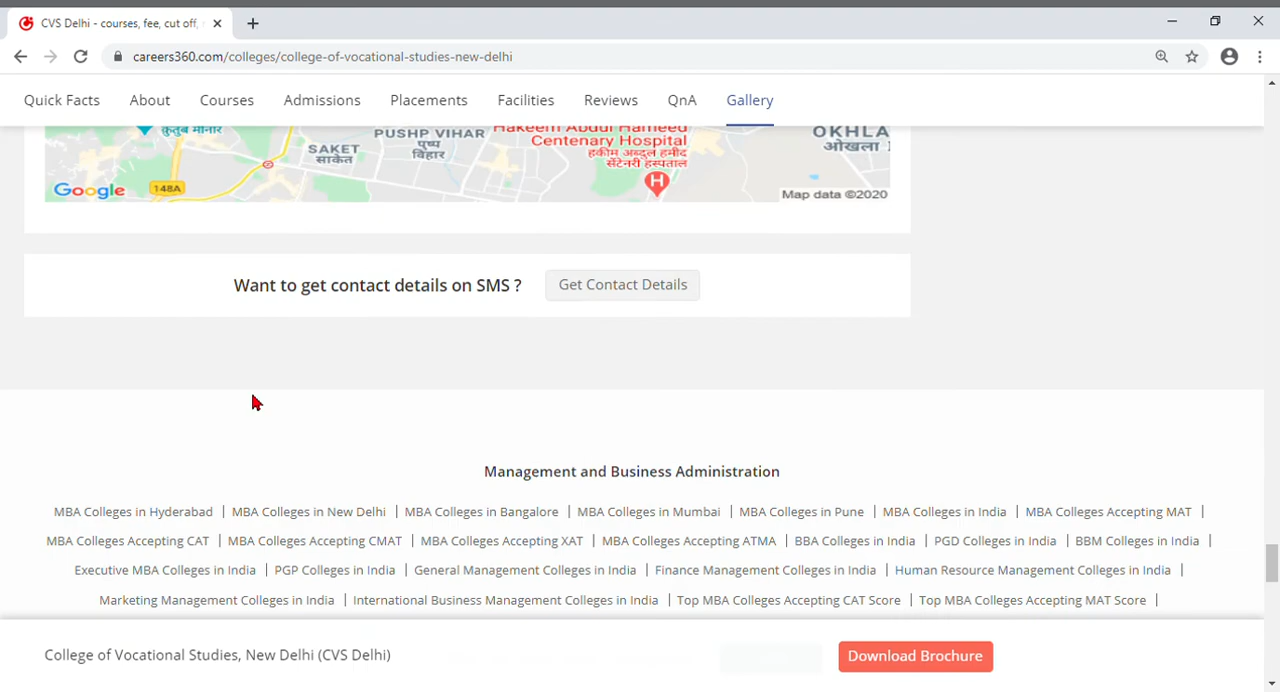 CVS Delhi - courses, fee, cut off,
careers360.com/colleges/college-of-vocational-studies-new-delhi
Quick Facts About Courses Admissions Placements Facilities Reviews QnA Gallery
क़ुतुब मीनार
PUSHP VIHAR
पुष्प
विहार
SAKET
साकेत
Hakeem Abdul Hameed
Centenary Hospital
हकीम अब्दुल हमीद
सेंटेनरी हस्पताल
OKHLA
ओखला
148A
H
Google
Map data ©2020
Want to get contact details on SMS ? Get Contact Details
Management and Business Administration
MBA Colleges in Hyderabad | MBA Colleges in New Delhi | MBA Colleges in Bangalore | MBA Colleges in Mumbai | MBA Colleges in Pune | MBA Colleges in India | MBA Colleges Accepting MAT |
MBA Colleges Accepting CAT | MBA Colleges Accepting CMAT | MBA Colleges Accepting XAT | MBA Colleges Accepting ATMA | BBA Colleges in India | PGD Colleges in India | BBM Colleges in India |
Executive MBA Colleges in India | PGP Colleges in India | General Management Colleges in India | Finance Management Colleges in India | Human Resource Management Colleges in India |
Marketing Management Colleges in India | International Business Management Colleges in India | Top MBA Colleges Accepting CAT Score | Top MBA Colleges Accepting MAT Score |
College of Vocational Studies, New Delhi (CVS Delhi) Download Brochure